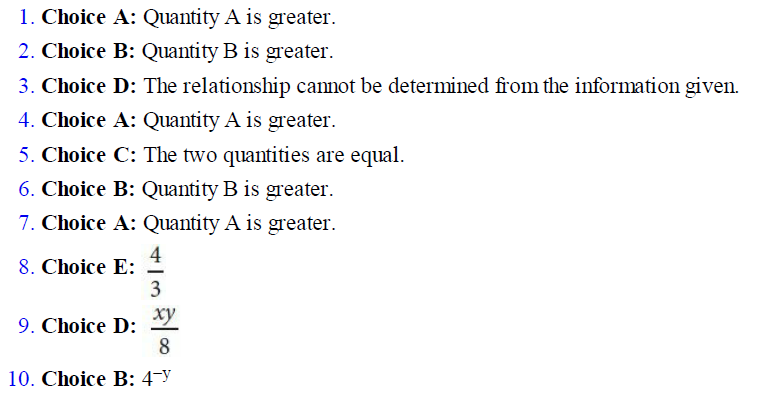 1. Choice A: Quantity A is greater.
2. Choice B: Quantity B is greater.
3. Choice D: The relationship cannot be determined from the information given.
4. Choice A: Quantity A is greater.
5. Choice C: The two quantities are equal.
6. Choice B: Quantity B is greater.
7. Choice A: Quantity A is greater.
8. Choice E: 4/3
9. Choice D: xy/8
10. Choice B: 4^–y